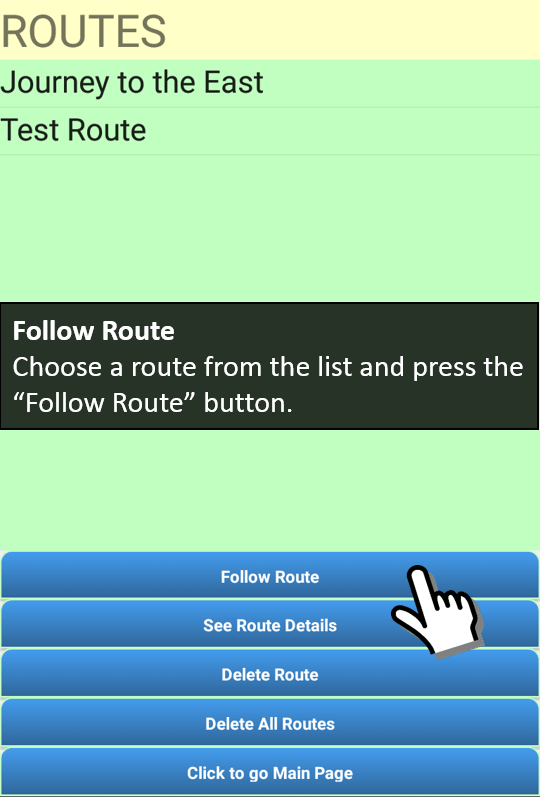 ROUTES
Journey to the East
Test Route
Follow Route
Choose a route from the list and press the
“Follow Route” button.
Follow Route
See Route Details
Delete Route
Delete All Routes
Click to go Main Page